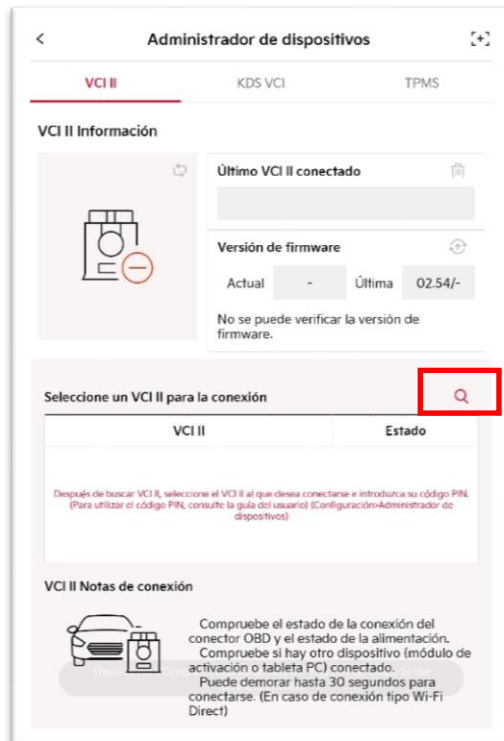 Administrador de dispositivos
VCI II KDS VCI TPMS
VCI II Información
Último VCI II conectado
Versión de firmware
Actual - Última 02.54/-
No se puede verificar la versión de
firmware.
Seleccione un VCI II para la conexión
VCI II Estado
Después de buscar VCI II, seleccione el VCI II al que desea conectarse e introduzca su código PIN.
(Para utilizar el código PIN, consulte la guía del usuario) (Configuración>Administrador de
dispositivos)
VCI II Notas de conexión
Compruebe el estado de la conexión del
conector OBD y el estado de la alimentación.
Compruebe si hay otro dispositivo (módulo de
activación o tableta PC) conectado.
Puede demorar hasta 30 segundos para
conectarse. (En caso de conexión tipo Wi-Fi
Direct)